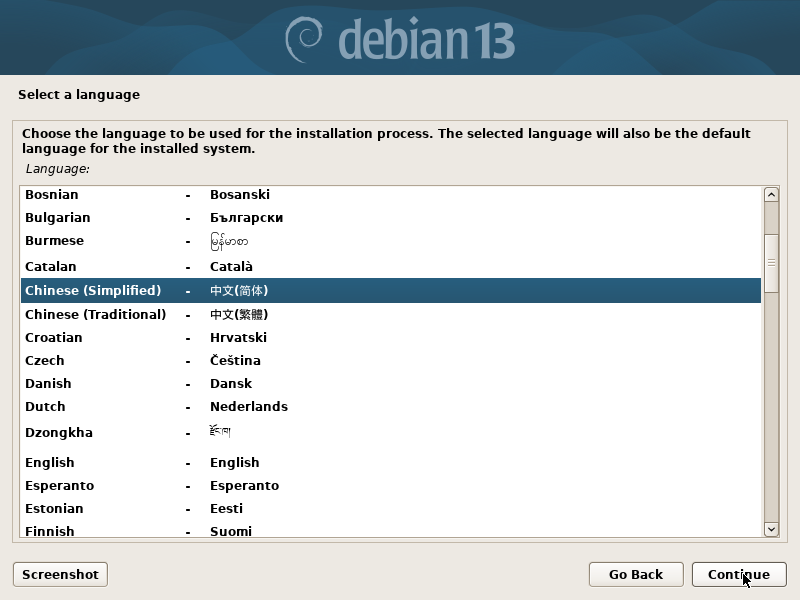 debian 13
Select a language
Choose the language to be used for the installation process. The selected language will also be the default
language for the installed system.
Language:
Bosnian - Bosanski
Bulgarian - Български
Burmese - မြန်မာစာ
Catalan - Català
Chinese (Simplified) - 中文(简体)
Chinese (Traditional) - 中文(繁體)
Croatian - Hrvatski
Czech - Čeština
Danish - Dansk
Dutch - Nederlands
Dzongkha - རྫོང་ཁ།
English - English
Esperanto - Esperanto
Estonian - Eesti
Finnish - Suomi
Screenshot Go Back Continue